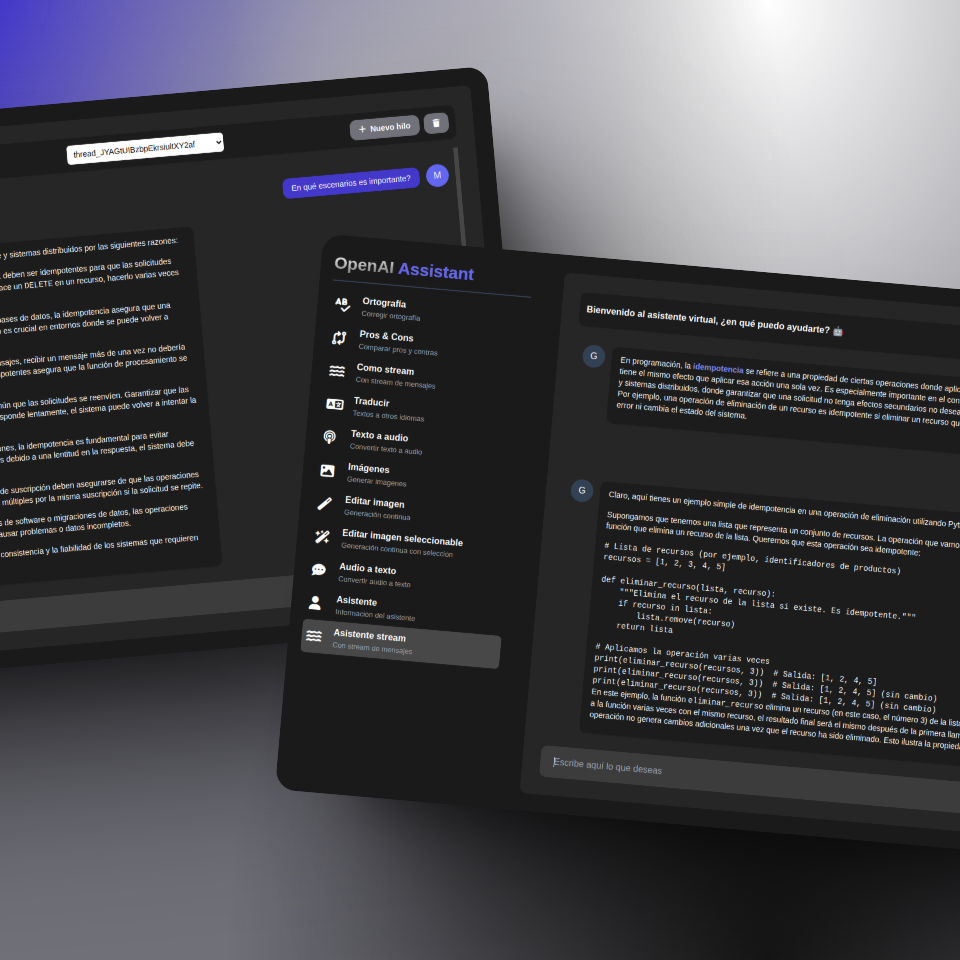 thread_JYAGtUIBzbpEkrsiultXY2af
+ Nuevo hilo
En qué escenarios es importante?
M
e y sistemas distribuidos por las siguientes razones:
, deben ser idempotentes para que las solicitudes
ace un DELETE en un recurso, hacerlo varias veces
bases de datos, la idempotencia asegura que una
o es crucial en entornos donde se puede volver a
nsajes, recibir un mensaje más de una vez no debería
potentes asegura que la función de procesamiento se
mún que las solicitudes se reenvien. Garantizar que las
sponde lentamente, el sistema puede volver a intentar la
ones, la idempotencia es fundamental para evitar
s debido a una lentitud en la respuesta, el sistema debe
de suscripción deben asegurarse de que las operaciones
múltiples por la misma suscripción si la solicitud se repite.
s de software o migraciones de datos, las operaciones
ausar problemas o datos incompletos.
consistencia y la fiabilidad de los sistemas que requieren
OpenAI Assistant
Ortografía
Corregir ortografía
Pros & Cons
Comparar pros y contras
Como stream
Con stream de mensajes
Traducir
Textos a otros idiomas
Texto a audio
Convertir texto a audio
Imágenes
Generar imágenes
Editar imagen
Generación continua
Editar imagen seleccionable
Generación continua con seleccion
Audio a texto
Convertir audio a texto
Asistente
Información del asistente
Asistente stream
Con stream de mensajes
Bienvenido al asistente virtual, ¿en qué puedo ayudarte? 🤖
G
En programación, la idempotencia se refiere a una propiedad de ciertas operaciones donde aplic
tiene el mismo efecto que aplicar esa acción una sola vez. Es especialmente importante en el con
y sistemas distribuidos, donde garantizar que una solicitud no tenga efectos secundarios no desea
Por ejemplo, una operación de eliminación de un recurso es idempotente si eliminar un recurso qu
error ni cambia el estado del sistema.
G
Claro, aquí tienes un ejemplo simple de idempotencia en una operación de eliminación utilizando Pyt
Supongamos que tenemos una lista que representa un conjunto de recursos. La operación que vamo
función que elimina un recurso de la lista. Queremos que esta operación sea idempotente:
# Lista de recursos (por ejemplo, identificadores de productos)
recursos = [1, 2, 3, 4, 5]
def eliminar_recurso(lista, recurso):
"""Elimina el recurso de la lista si existe. Es idempotente."""
if recurso in lista:
lista.remove(recurso)
return lista
# Aplicamos la operación varias veces
print(eliminar_recurso(recursos, 3)) # Salida: [1, 2, 4, 5]
print(eliminar_recurso(recursos, 3)) # Salida: [1, 2, 4, 5] (sin cambio)
print(eliminar_recurso(recursos, 3)) # Salida: [1, 2, 4, 5] (sin cambio)
En este ejemplo, la función eliminar_recurso elimina un recurso (en este caso, el número 3) de la lista
a la función varias veces con el mismo recurso, el resultado final será el mismo después de la primera llam
operación no genera cambios adicionales una vez que el recurso ha sido eliminado. Esto ilustra la propieda
Escribe aquí lo que deseas